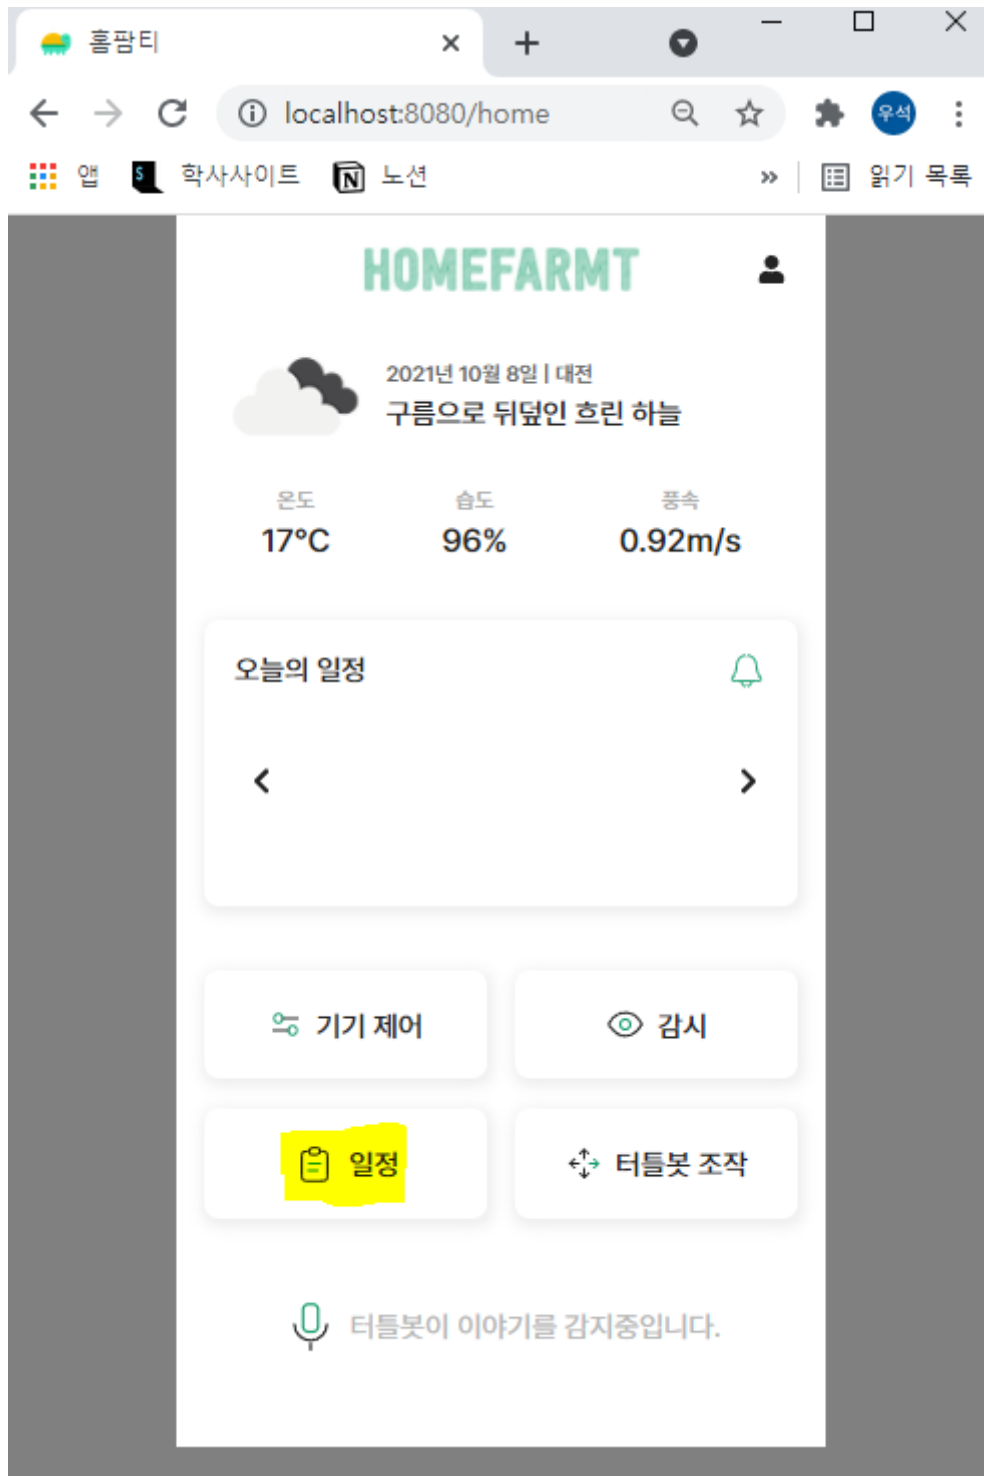 홈팜티
localhost:8080/home
우석
앱 학사사이트 노션 » 읽기 목록
HOMEFARMT
2021년 10월 8일 | 대전
구름으로 뒤덮인 흐린 하늘
온도 습도 풍속
17°C 96% 0.92m/s
오늘의 일정
기기 제어 감시
일정 터틀봇 조작
터틀봇이 이야기를 감지중입니다.